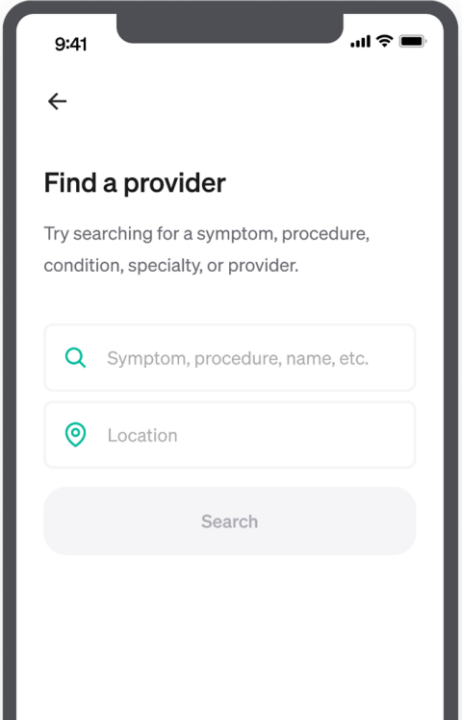 9:41
Find a provider
Try searching for a symptom, procedure,
condition, specialty, or provider.
Symptom, procedure, name, etc.
Location
Search